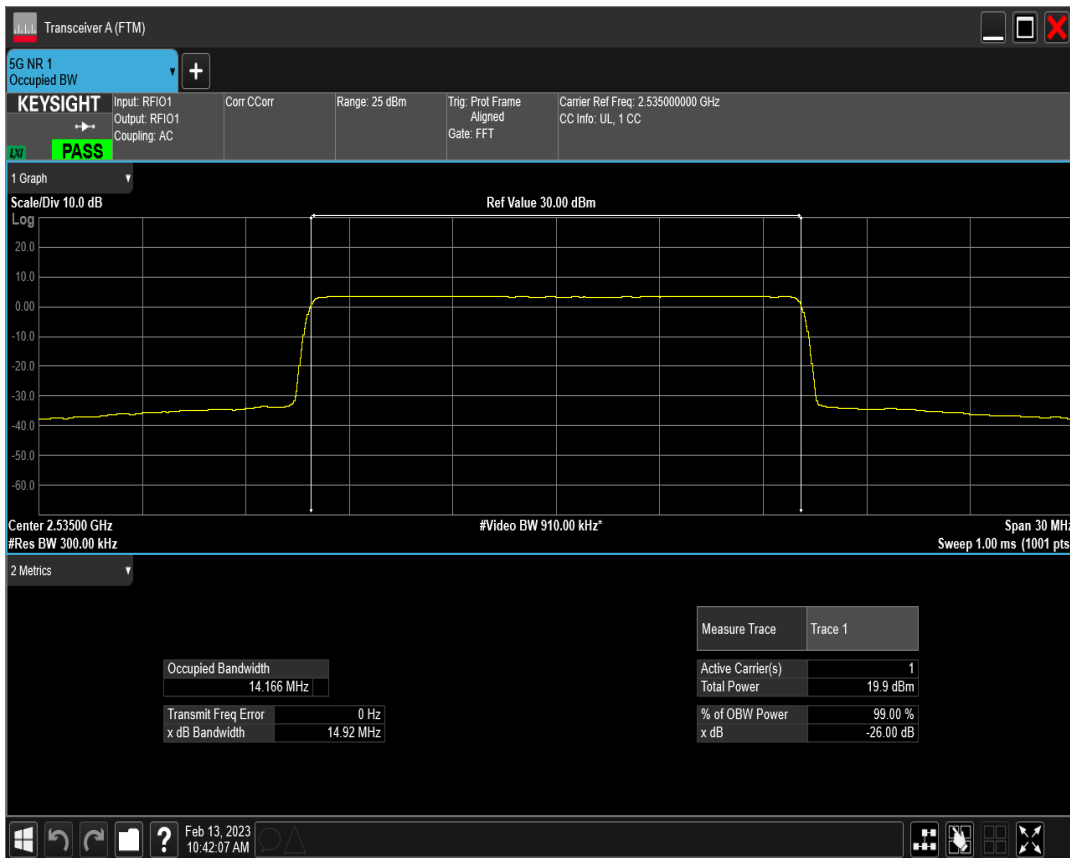 Transceiver A (FTM)
5G NR 1
Occupied BW
+
KEYSIGHT
LXI
PASS
Input: RFIO1
Output: RFIO1
Coupling: AC
Corr CCorr
Range: 25 dBm
Trig: Prot Frame
Aligned
Gate: FFT
Carrier Ref Freq: 2.535000000 GHz
CC Info: UL, 1 CC
1 Graph
Scale/Div 10.0 dB
Ref Value 30.00 dBm
Log
20.0
10.0
0.00
-10.0
-20.0
-30.0
-40.0
-50.0
-60.0
Center 2.53500 GHz
#Video BW 910.00 kHz*
Span 30 MHz
#Res BW 300.00 kHz
Sweep 1.00 ms (1001 pts
2 Metrics
Measure Trace Trace 1
Occupied Bandwidth
14.166 MHz
Active Carrier(s) 1
Total Power 19.9 dBm
Transmit Freq Error 0 Hz
x dB Bandwidth 14.92 MHz
% of OBW Power 99.00 %
x dB -26.00 dB
?
Feb 13, 2023
10:42:07 AM